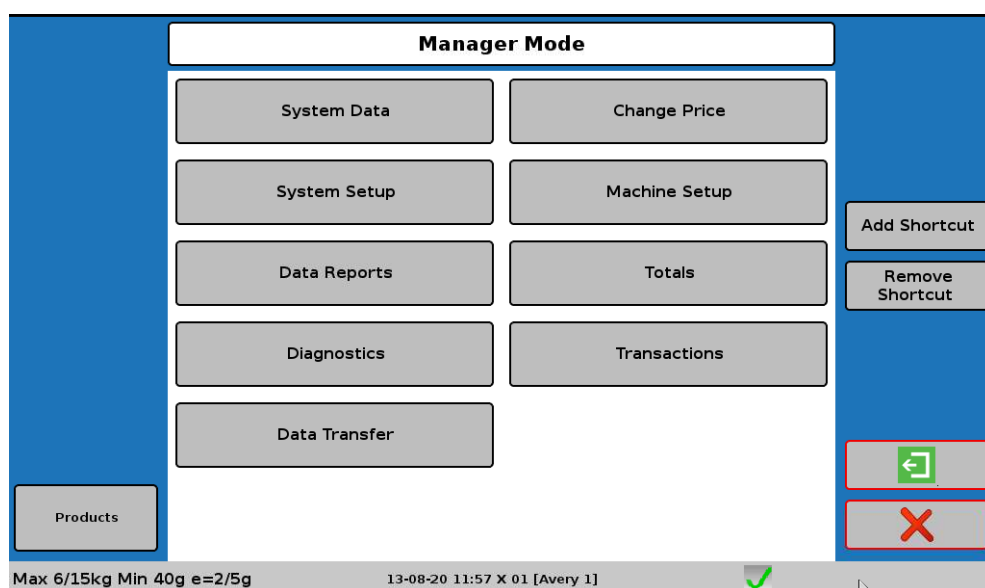 Manager Mode
System Data
Change Price
System Setup
Machine Setup
Add Shortcut
Data Reports
Totals
Remove
Shortcut
Diagnostics
Transactions
Data Transfer
Products
Max 6/15kg Min 40g e=2/5g
13-08-20 11:57 X 01 [Avery 1]